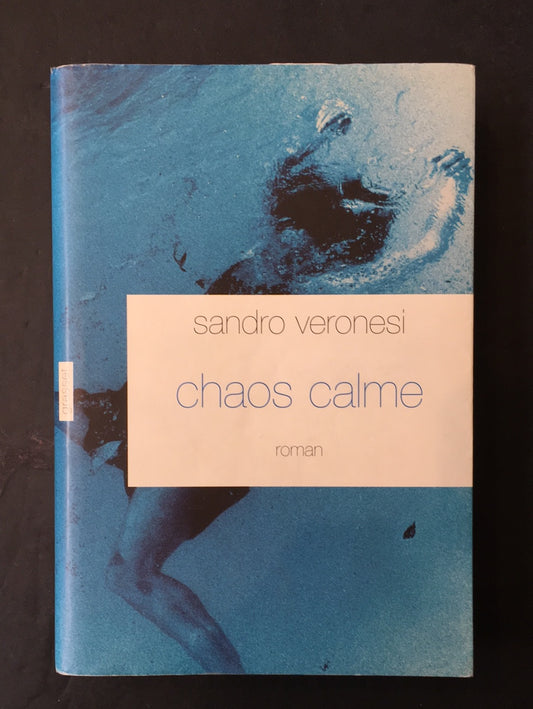 sandro veronesi
chaos calme
roman
grasset